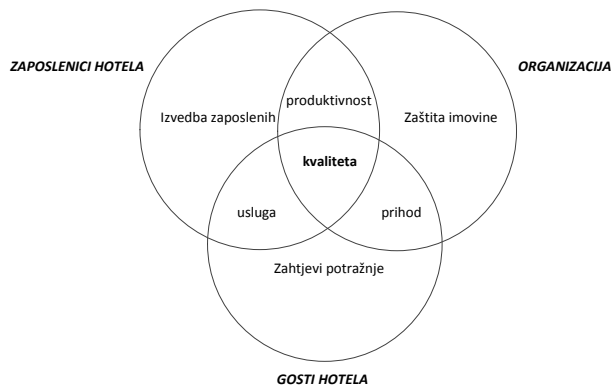 ZAPOSLENICI HOTELA
ORGANIZACIJA
produktivnost
Izvedba zaposlenih
Zaštita imovine
kvaliteta
usluga
prihod
Zahtjevi potražnje
GOSTI HOTELA